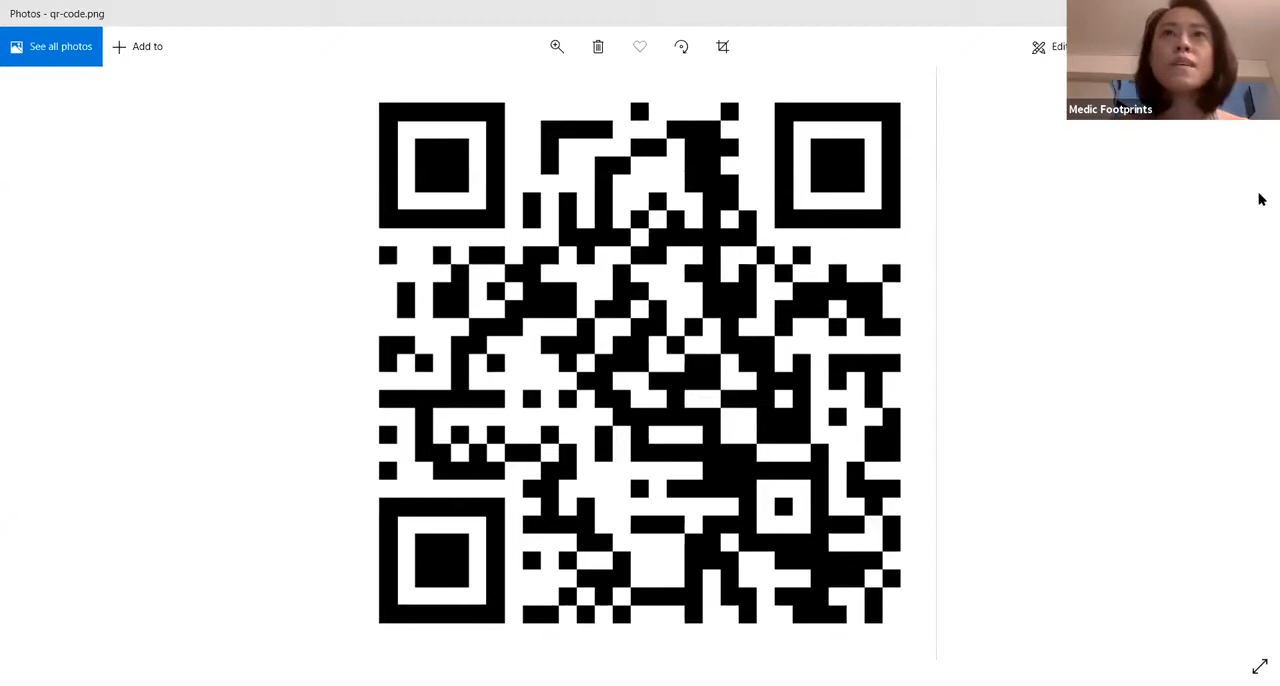 Photos - qr-code.png
See all photos
Add to
Medic Footprints